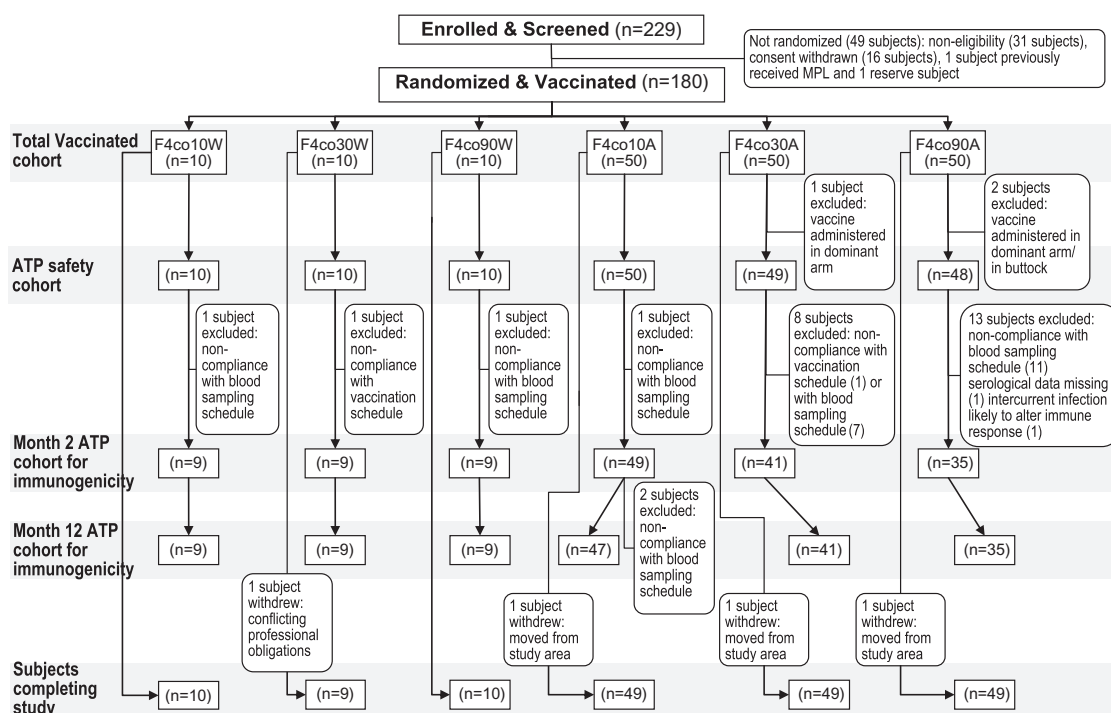 Enrolled & Screened (n=229)
Not randomized (49 subjects): non-eligibility (31 subjects),
consent withdrawn (16 subjects), 1 subject previously
received MPL and 1 reserve subject
Randomized & Vaccinated (n=180)
Total Vaccinated
cohort
F4co10W
(n=10)
F4co30W
(n=10)
F4co90W
(n=10)
F4co10A
(n=50)
F4co30A
(n=50)
F4co90A
(n=50)
1 subject
excluded:
vaccine
administered
in dominant
arm
2 subjects
excluded:
vaccine
administered in
dominant arm/
in buttock
ATP safety
cohort
(n=10)
(n=10)
(n=10)
(n=50)
(n=49)
(n=48)
1 subject
excluded:
non-
compliance
with blood
sampling
schedule
1 subject
excluded:
non-
compliance
with
vaccination
schedule
1 subject
excluded:
non-
compliance
with blood
sampling
schedule
1 subject
excluded:
non-
compliance
with blood
sampling
schedule
8 subjects
excluded: non-
compliance with
vaccination
schedule (1) or
with blood
sampling
schedule (7)
13 subjects excluded:
non-compliance with
blood sampling
schedule (11)
serological data missing
(1) intercurrent infection
likely to alter immune
response (1)
Month 2 ATP
cohort for
immunogenicity
(n=9)
(n=9)
(n=9)
(n=49)
(n=41)
(n=35)
2 subjects
excluded:
non-
compliance
with blood
sampling
schedule
Month 12 ATP
cohort for
immunogenicity
(n=9)
(n=9)
(n=9)
(n=47)
(n=41)
(n=35)
1 subject
withdrew:
conflicting
professional
obligations
1 subject
withdrew:
moved from
study area
1 subject
withdrew:
moved from
study area
1 subject
withdrew:
moved from
study area
Subjects
completing
study
(n=10)
(n=9)
(n=10)
(n=49)
(n=49)
(n=49)